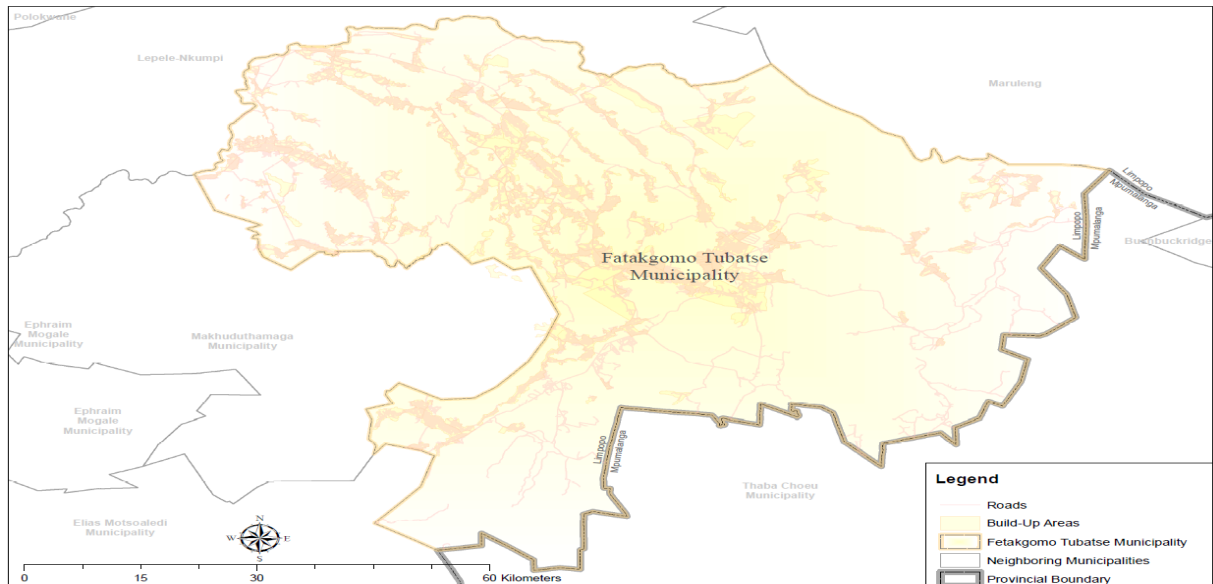 Polokwane
Lepele-Nkumpi
Maruleng
Limpopo
Mpumalanga
Limpopo
Mpumalanga
Bumbuckridge
Fatakgomo Tubatse
Municipality
Ephraim
Mogale
Municipality
Makhuduthamaga
Municipality
Ephraim
Mogale
Municipality
Limpopo
Mpumalanga
Thaba Choeu
Municipality
Elias Motsoaledi
Municipality
N
W
E
S
0 15 30 60 Kilometers
Legend
Roads
Build-Up Areas
Fetakgomo Tubatse Municipality
Neighboring Municipalities
Provincial Boundary